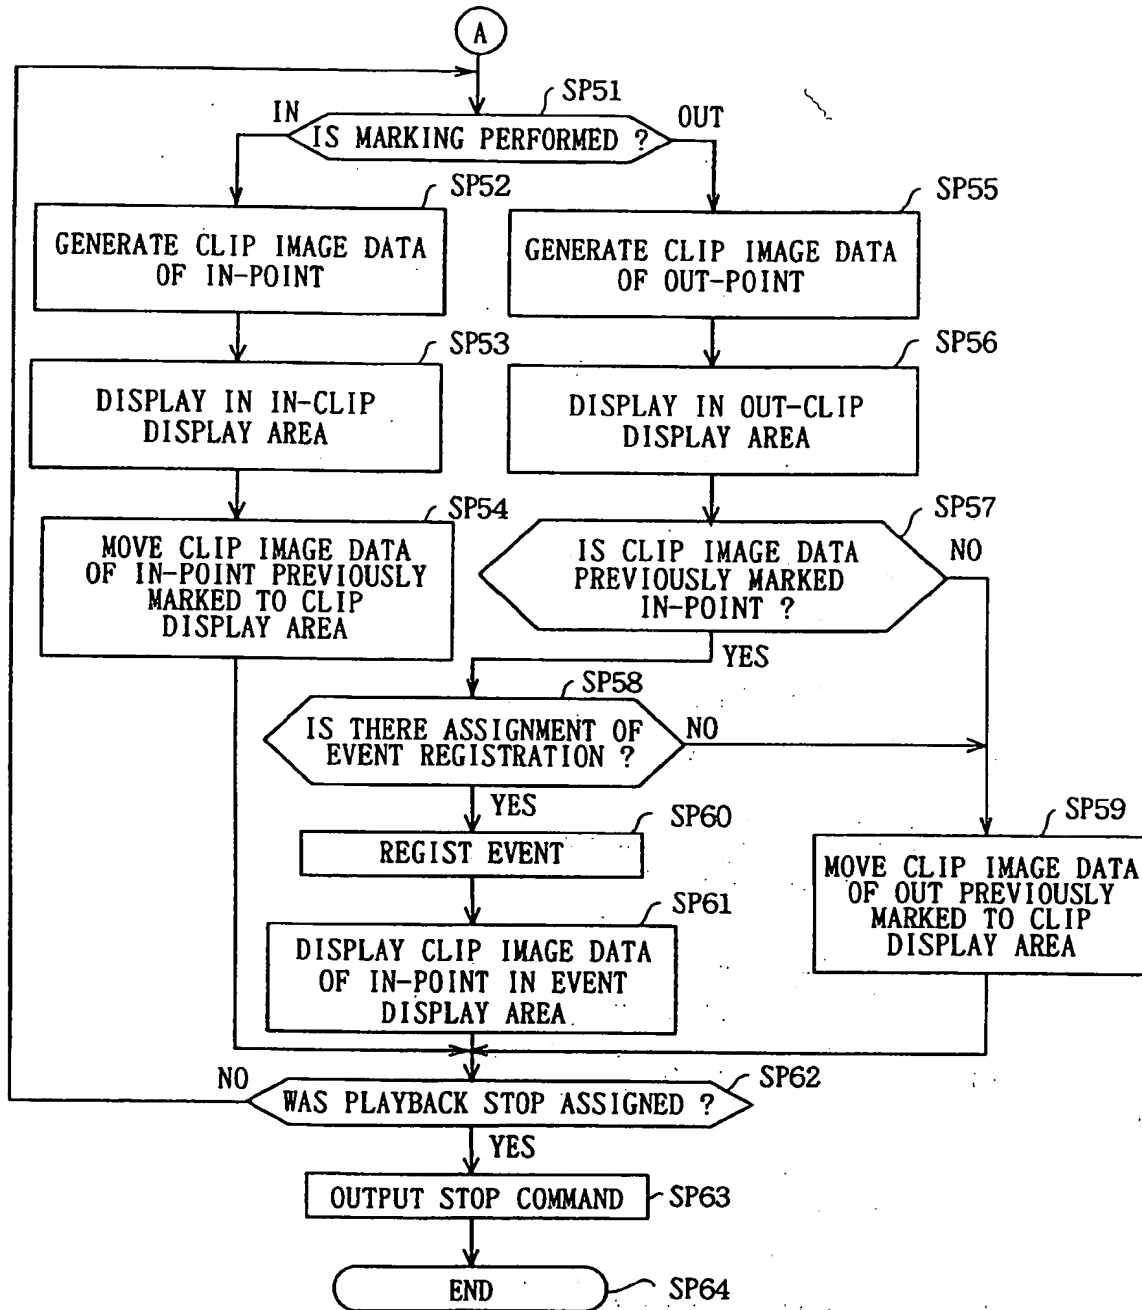 A
SP51
IN
OUT
IS MARKING PERFORMED ?
SP52
GENERATE CLIP IMAGE DATA
OF IN-POINT
SP55
GENERATE CLIP IMAGE DATA
OF OUT-POINT
SP53
DISPLAY IN IN-CLIP
DISPLAY AREA
SP56
DISPLAY IN OUT-CLIP
DISPLAY AREA
SP54
MOVE CLIP IMAGE DATA
OF IN-POINT PREVIOUSLY
MARKED TO CLIP
DISPLAY AREA
SP57
IS CLIP IMAGE DATA
PREVIOUSLY MARKED
IN-POINT ?
NO
YES
SP58
IS THERE ASSIGNMENT OF
EVENT REGISTRATION ?
NO
YES
SP60
REGIST EVENT
SP59
MOVE CLIP IMAGE DATA
OF OUT PREVIOUSLY
MARKED TO CLIP
DISPLAY AREA
SP61
DISPLAY CLIP IMAGE DATA
OF IN-POINT IN EVENT
DISPLAY AREA
NO
SP62
WAS PLAYBACK STOP ASSIGNED ?
YES
OUTPUT STOP COMMAND
SP63
END
SP64